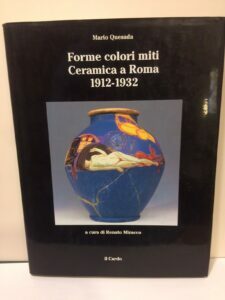 Mario Quesada
Forme colori miti
Ceramica a Roma
1912-1932
a cura di Renato Miracco
il Cardo